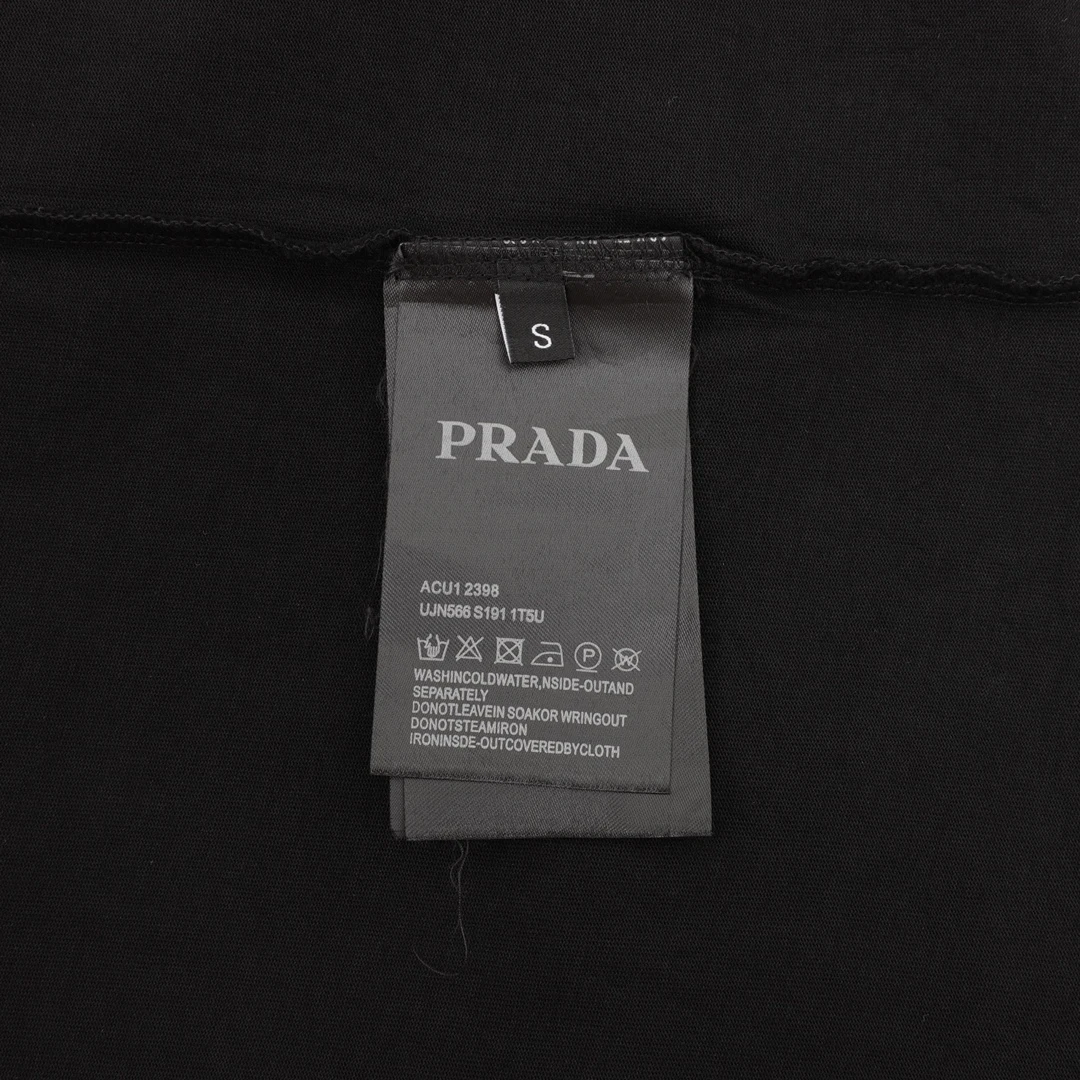 S
PRADA
ACU1 2398
UJN566 S191 1T5U
P
W
WASHINCOLDWATER,NSIDE-OUTAND
SEPARATELY
DONOTLEAVEIN SOAKOR WRINGOUT
DONOTSTEAMIRON
IRONINSDE-OUTCOVEREDBYCLOTH